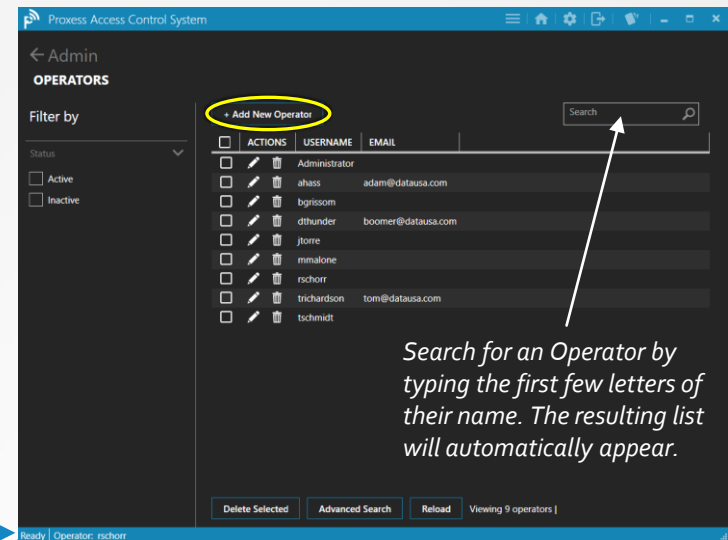 Proxess Access Control System
Admin
OPERATORS
Filter by
Status
Active
Inactive
+ Add New Operator
Search
ACTIONS USERNAME EMAIL
Administrator
ahass adam@datausa.com
bgrissom
dthunder boomer@datausa.com
jtorre
mmalone
rschorr
trichardson tom@datausa.com
tschmidt
Search for an Operator by
typing the first few letters of
their name. The resulting list
will automatically appear.
Delete Selected Advanced Search Reload Viewing 9 operators |
Ready Operator: rschorr